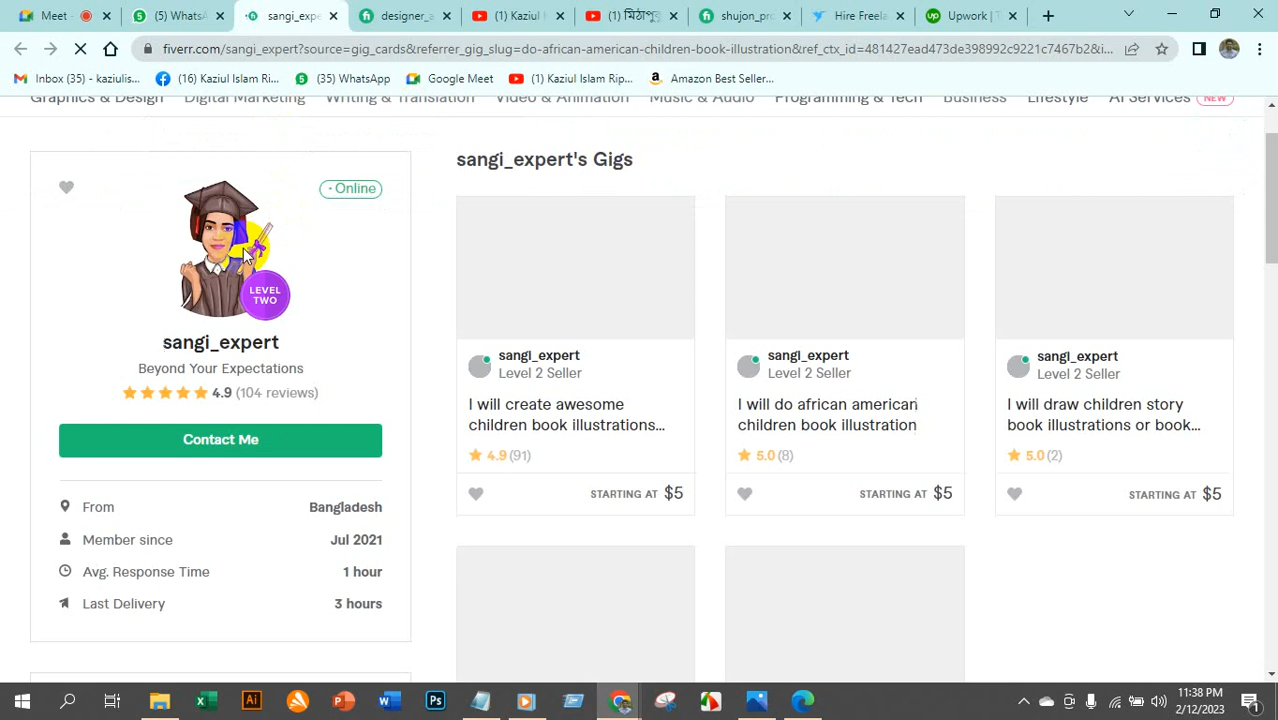 Meet -
(5) WhatsA
sangi_expe
designer_a
(1) Kaziul
(1)
shujon_pro
Hire Freela
Upwork | T
fiverr.com/sangi_expert?source=gig_cards&referrer_gig_slug=do-african-american-children-book-illustration&ref_ctx_id=481427ead473de398992c9221c7467b2&i...
Inbox (35) - kaziulis...
(16) Kaziul Islam Ri...
(35) WhatsApp
Google Meet
(1) Kaziul Islam Rip...
Amazon Best Seller...
Graphics & Design
Digital Marketing
Writing & Translation
Video & Animation
Music & Audio
Programming & Tech
Business
Lifestyle
AI Services
NEW
Online
LEVEL
TWO
sangi_expert
Beyond Your Expectations
4.9 (104 reviews)
Contact Me
From Bangladesh
Member since Jul 2021
Avg. Response Time 1 hour
Last Delivery 3 hours
sangi_expert's Gigs
sangi_expert
Level 2 Seller
I will create awesome
children book illustrations...
4.9 (91)
STARTING AT $5
sangi_expert
Level 2 Seller
I will do african american
children book illustration
5.0 (8)
STARTING AT $5
sangi_expert
Level 2 Seller
I will draw children story
book illustrations or book...
5.0 (2)
STARTING AT $5
11:38 PM
2/12/2023